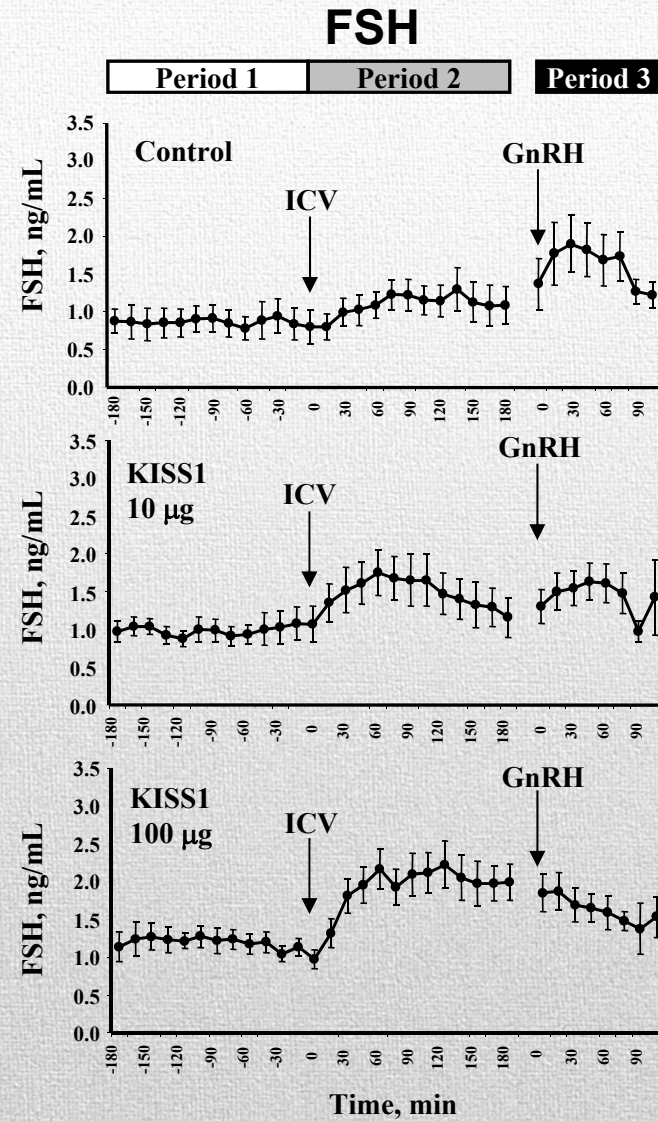 FSH
Period 1 Period 2 Period 3
3.5
3.0
2.5
2.0
1.5
1.0
0.5
0.0
FSH, ng/mL
Control
ICV
GnRH
-180 -150 -120 -90 -60 -30 0 30 60 90 120 150 180 0 30 60 90
3.5
3.0
2.5
2.0
1.5
1.0
0.5
0.0
FSH, ng/mL
KISS1
10 μg
ICV
GnRH
-180 -150 -120 -90 -60 -30 0 30 60 90 120 150 180 0 30 60 90
3.5
3.0
2.5
2.0
1.5
1.0
0.5
0.0
FSH, ng/mL
KISS1
100 μg
ICV
GnRH
-180 -150 -120 -90 -60 -30 0 30 60 90 120 150 180 0 30 60 90
Time, min